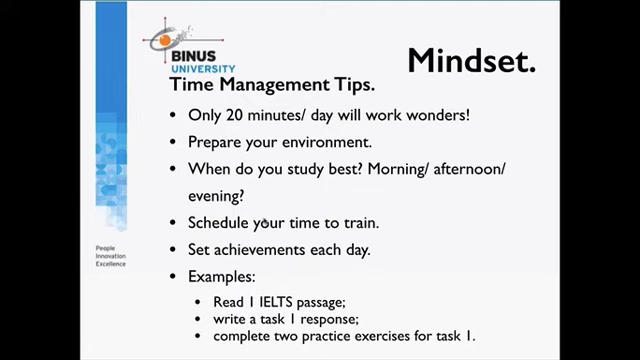 BINUS
UNIVERSITY
Mindset.
Time Management Tips.
• Only 20 minutes/ day will work wonders!
• Prepare your environment.
• When do you study best? Morning/ afternoon/
evening?
• Schedule your time to train.
• Set achievements each day.
• Examples:
• Read 1 IELTS passage;
• write a task 1 response;
• complete two practice exercises for task 1.
People
Innovation
Excellence